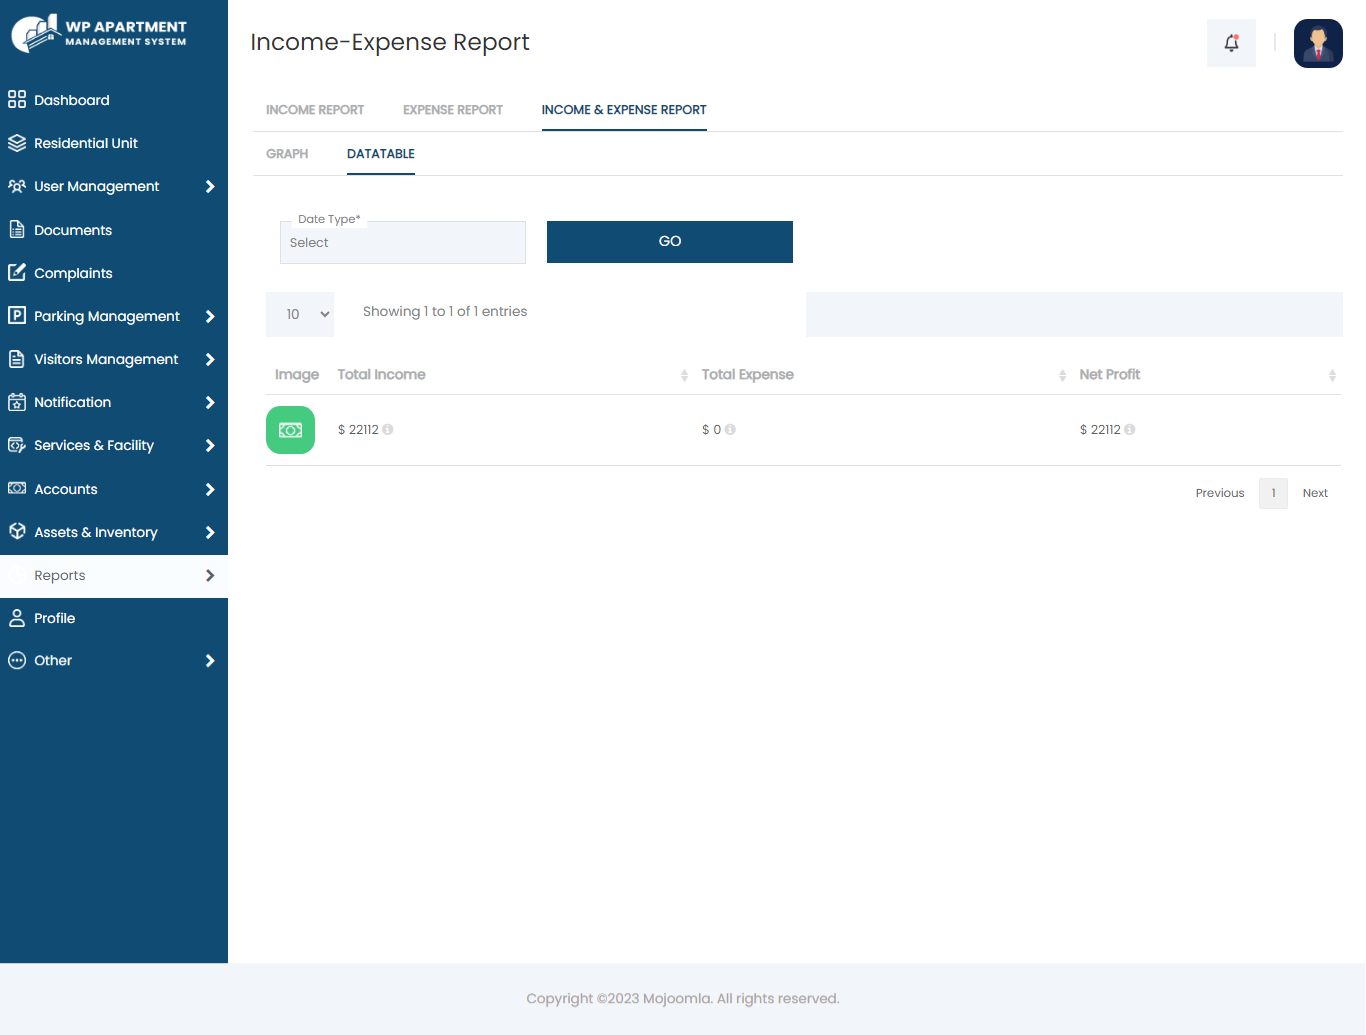 WP APARTMENT
MANAGEMENT SYSTEM
Dashboard
Residential Unit
User Management
Documents
Complaints
Parking Management
Visitors Management
Notification
Services & Facility
Accounts
Assets & Inventory
Reports
Profile
Other
Income-Expense Report
INCOME REPORT EXPENSE REPORT INCOME & EXPENSE REPORT
GRAPH DATATABLE
Date Type*
Select GO
10 Showing 1 to 1 of 1 entries
Image Total Income Total Expense Net Profit
$ 22112 $ 0 $ 22112
Previous 1 Next
Copyright ©2023 Mojoomla. All rights reserved.